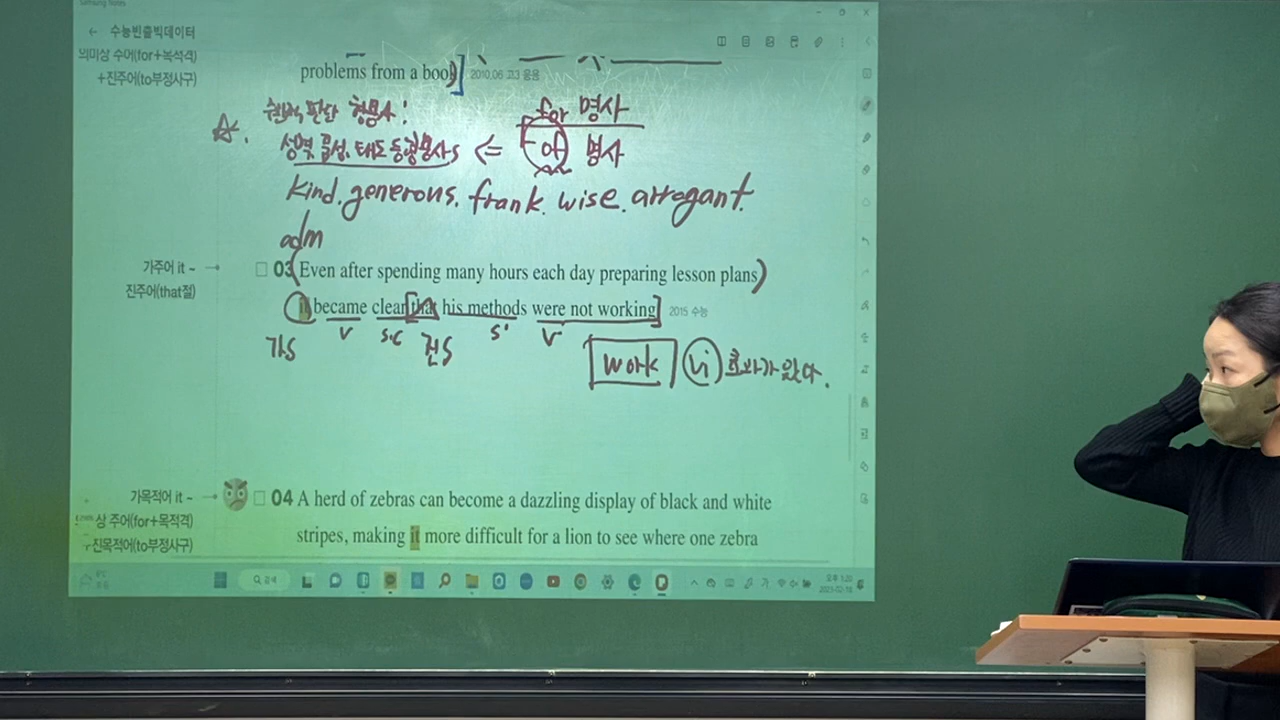 Samsung Notes
← 수능빈출빅데이터
의미상 주어(for+목적격)
+진주어(to부정사구)
problems from a book] 2010.06 고3 응용
판단 형용사:
for 명사
성격, 태도 등 형용사s ⇐ of 명사
kind. generous. frank. wise. arrogant.
adm
가주어 it ~ → □ 03 (Even after spending many hours each day preparing lesson plans)
진주어(that절)
it became clear [that his methods were not working] 2015 수능
가S V S.C 진S S' V'
work (vi) 효과가 있다.
가목적어 it ~ → □ 04 A herd of zebras can become a dazzling display of black and white
상 주어(for+목적격)
stripes, making it more difficult for a lion to see where one zebra
+진목적어(to부정사구)
검색